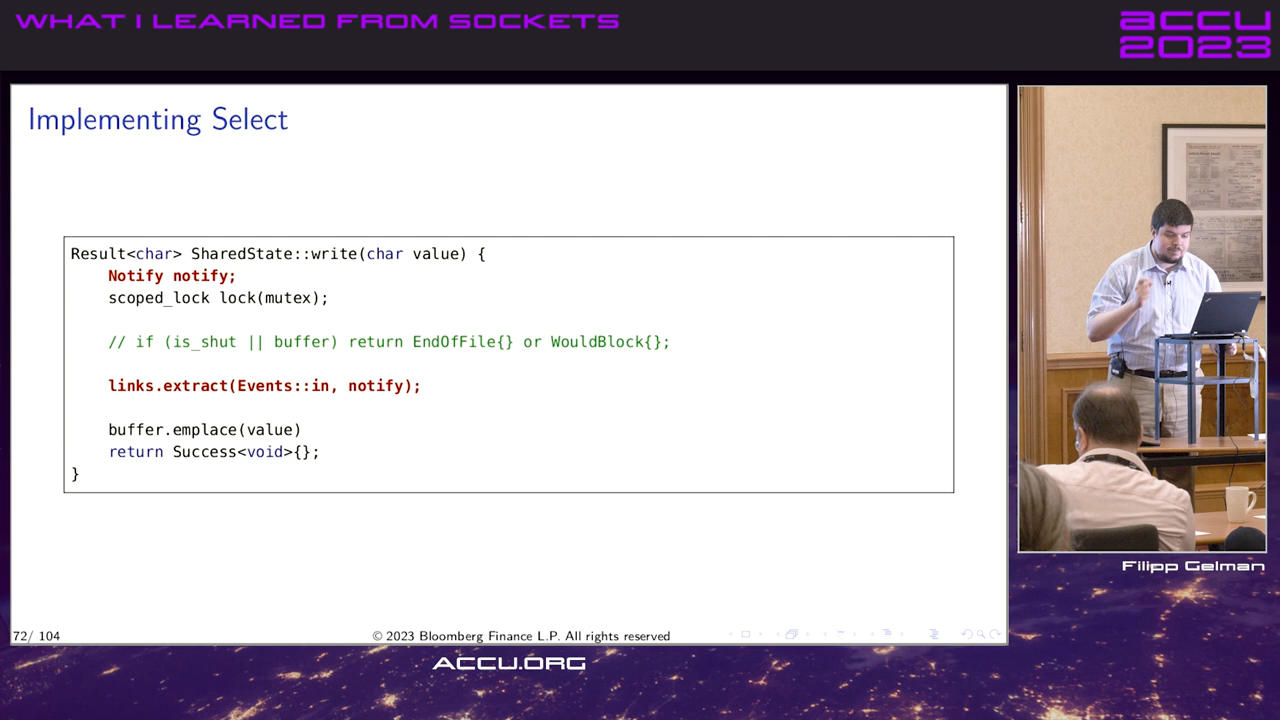 WHAT I LEARNED FROM SOCKETS
ACCU
2023
Implementing Select
Result<char> SharedState::write(char value) {
    Notify notify;
    scoped_lock lock(mutex);
    // if (is_shut || buffer) return EndOfFile{} or WouldBlock{};
    links.extract(Events::in, notify);
    buffer.emplace(value)
    return Success<void>{};
}
72/ 104
© 2023 Bloomberg Finance L.P. All rights reserved
Filipp Gelman
ACCU.ORG